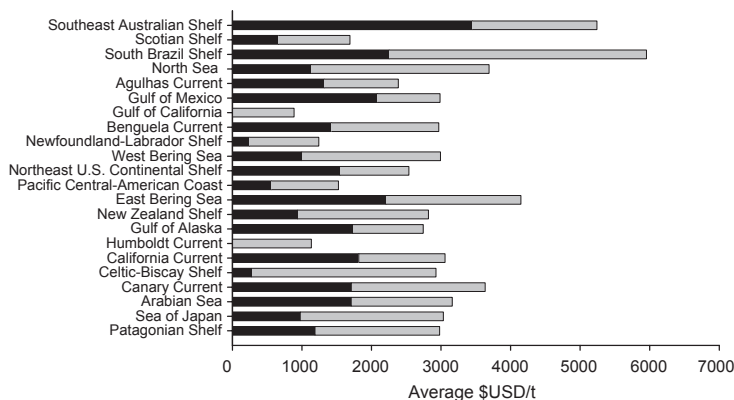 Southeast Australian Shelf
Scotian Shelf
South Brazil Shelf
North Sea
Agulhas Current
Gulf of Mexico
Gulf of California
Benguela Current
Newfoundland-Labrador Shelf
West Bering Sea
Northeast U.S. Continental Shelf
Pacific Central-American Coast
East Bering Sea
New Zealand Shelf
Gulf of Alaska
Humboldt Current
California Current
Celtic-Biscay Shelf
Canary Current
Arabian Sea
Sea of Japan
Patagonian Shelf
0 1000 2000 3000 4000 5000 6000 7000
Average $USD/t